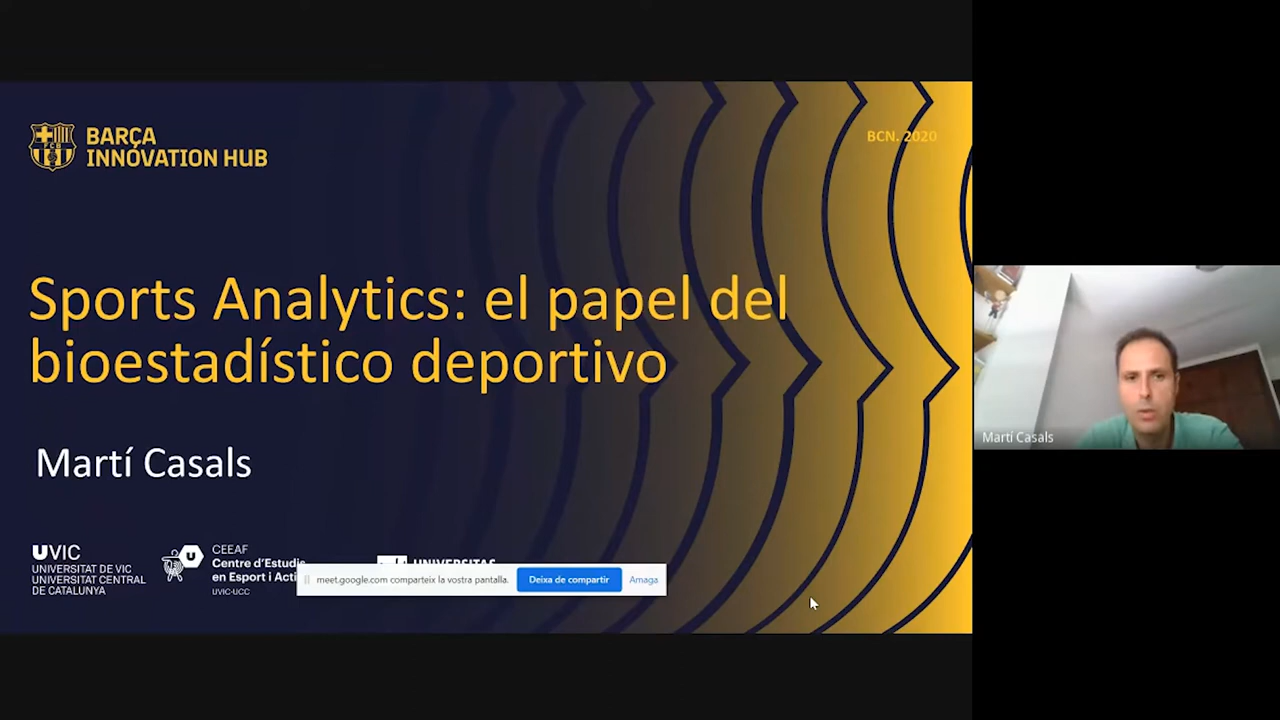 BARÇA
INNOVATION HUB
BCN. 2020
Sports Analytics: el papel del
bioestadístico deportivo
Martí Casals
UVIC
UNIVERSITAT DE VIC
UNIVERSITAT CENTRAL
DE CATALUNYA
U
CEEAF
Centre d'Estudis
en Esport i Acti
UVIC·UCC
UNIVERSITAS
meet.google.com comparteix la vostra pantalla.
Deixa de compartir
Amaga
Martí Casals